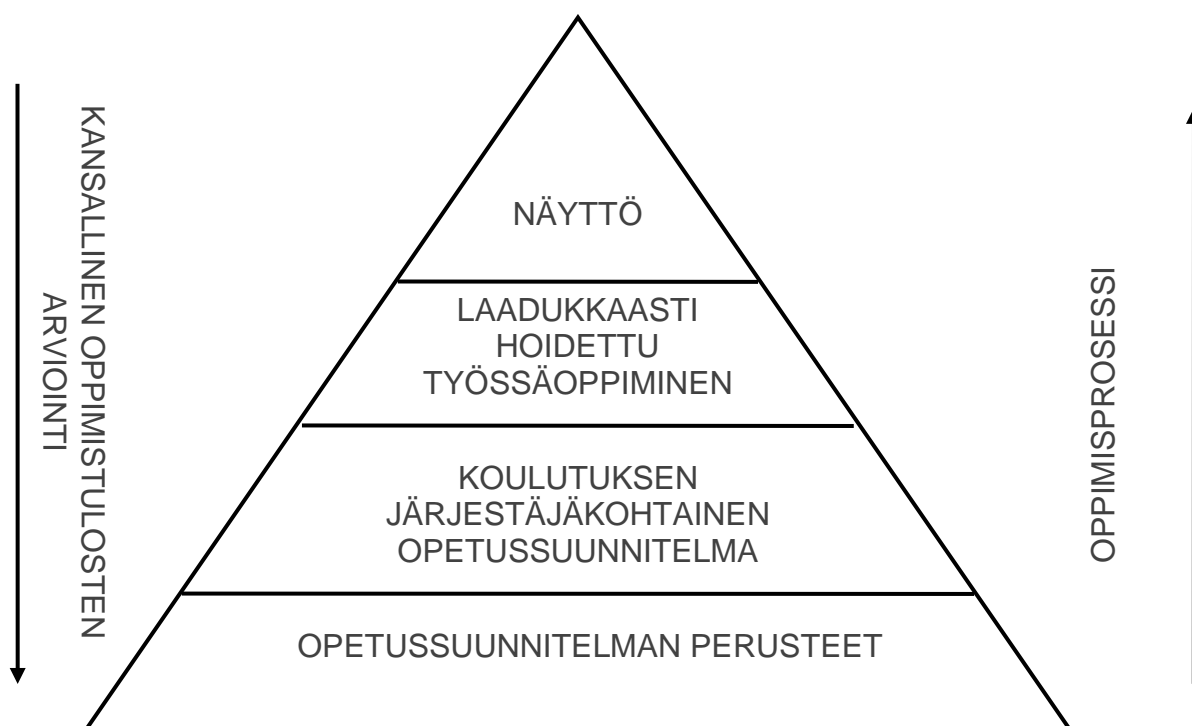 KANSALLINEN OPPIMISTULOSTEN
ARVIOINTI
NÄYTTÖ
LAADUKKAASTI
HOIDETTU
TYÖSSÄOPPIMINEN
KOULUTUKSEN
JÄRJESTÄJÄKOHTAINEN
OPETUSSUUNNITELMA
OPETUSSUUNNITELMAN PERUSTEET
OPPIMISPROSESSI